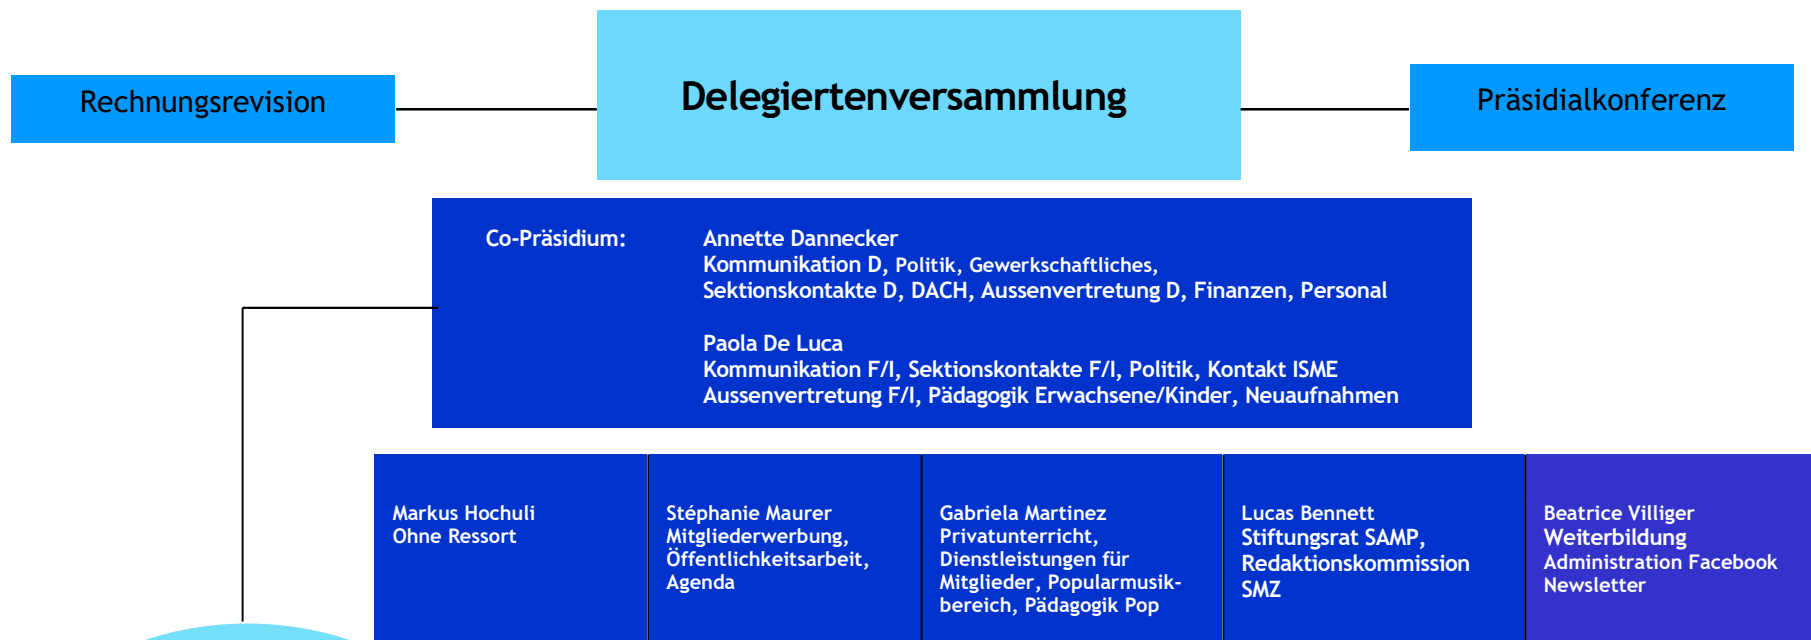 Rechnungsrevision
Delegiertenversammlung
Präsidialkonferenz
Co-Präsidium:
Annette Dannecker
Kommunikation D, Politik, Gewerkschaftliches,
Sektionskontakte D, DACH, Aussenvertretung D, Finanzen, Personal
Paola De Luca
Kommunikation F/I, Sektionskontakte F/I, Politik, Kontakt ISME
Aussenvertretung F/I, Pädagogik Erwachsene/Kinder, Neuaufnahmen
Markus Hochuli
Ohne Ressort
Stéphanie Maurer
Mitgliederwerbung,
Öffentlichkeitsarbeit,
Agenda
Gabriela Martinez
Privatunterricht,
Dienstleistungen für
Mitglieder, Popularmusik-
bereich, Pädagogik Pop
Lucas Bennett
Stiftungsrat SAMP,
Redaktionskommission
SMZ
Beatrice Villiger
Weiterbildung
Administration Facebook
Newsletter